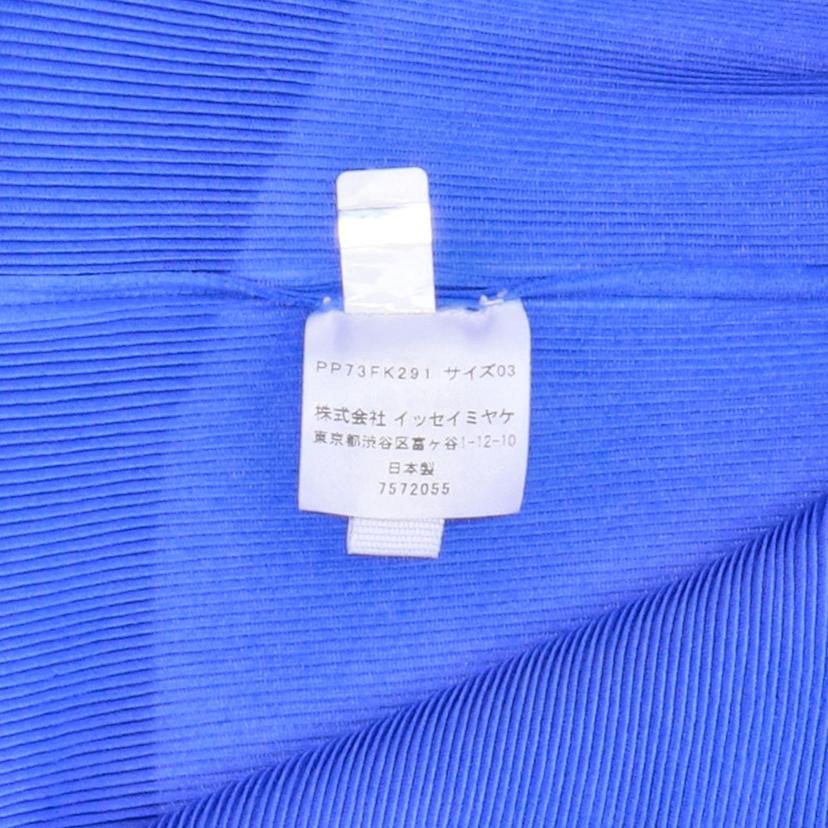 PP73FK291 サイズ03
株式会社 イッセイミヤケ
東京都渋谷区富ヶ谷1-12-10
日本製
7572055